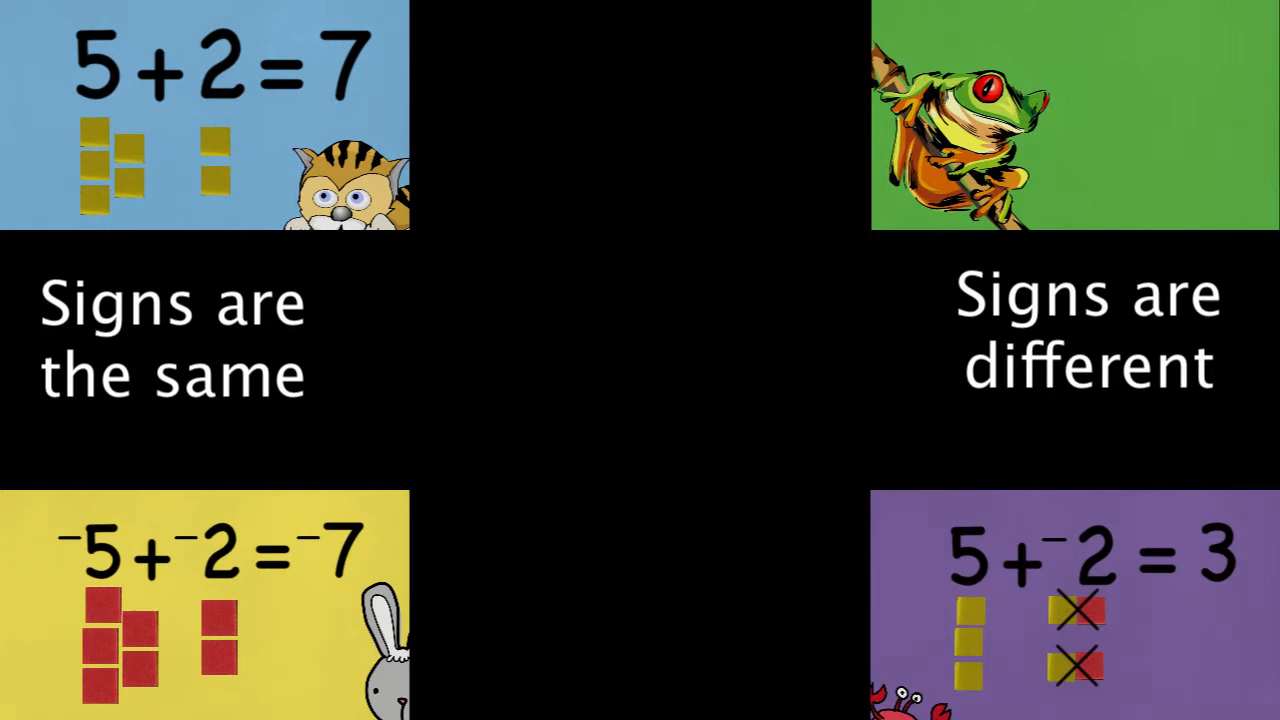 5 + 2 = 7
Signs are
the same
⁻5 + ⁻2 = ⁻7
Signs are
different
5 + ⁻2 = 3